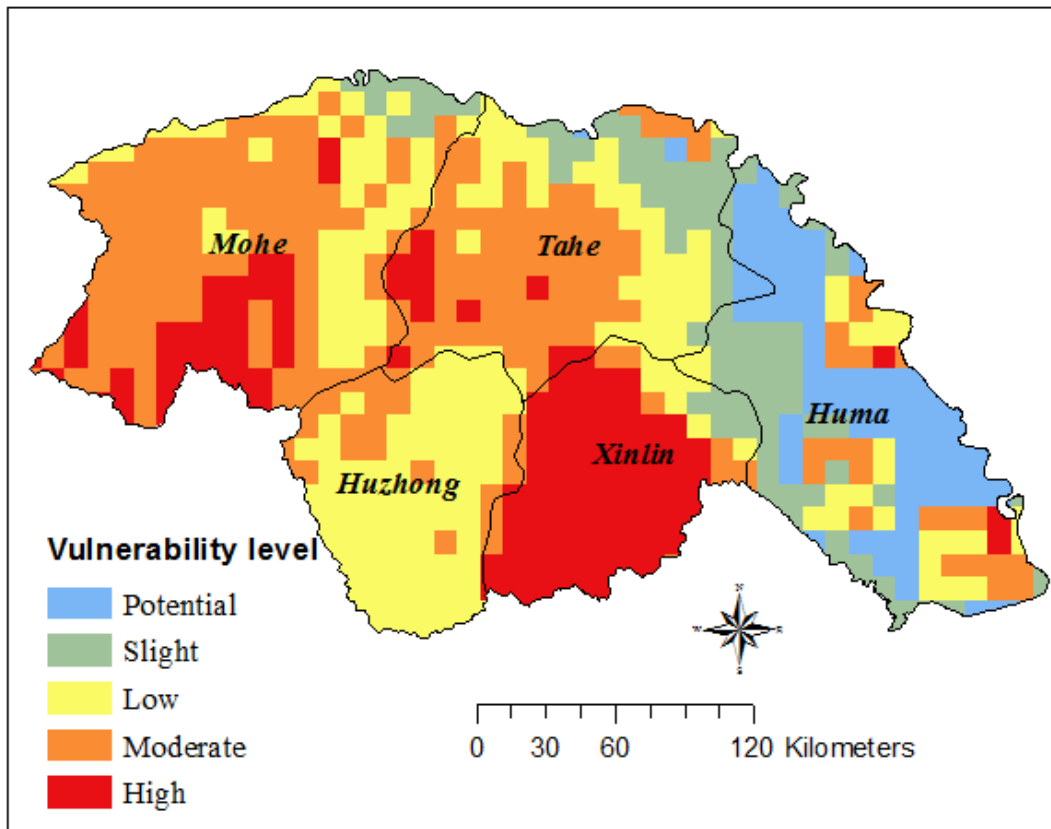 Mohe
Tahe
Huma
Xinlin
Huzhong
Vulnerability level
Potential
Slight
Low
Moderate
High
N
W
E
S
0 30 60 120 Kilometers